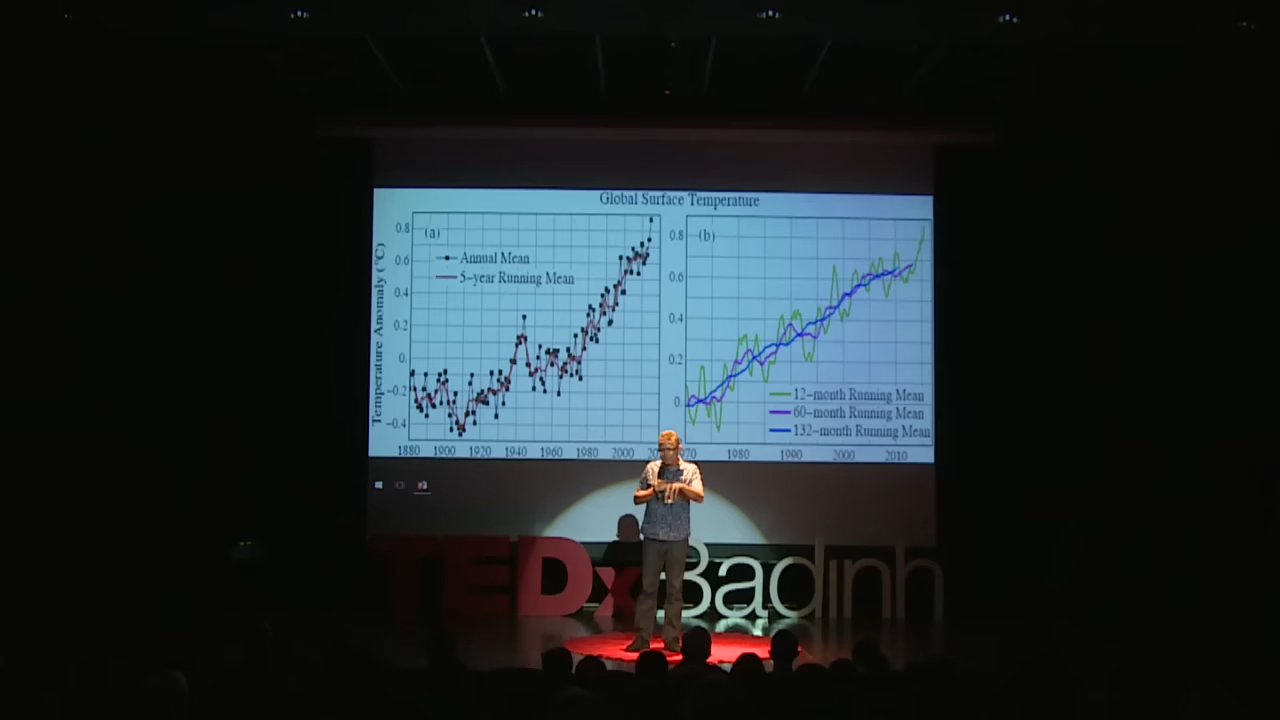 Global Surface Temperature
Temperature Anomaly (°C)
(a)
Annual Mean
5-year Running Mean
0.8
0.6
0.4
0.2
0.
-0.2
-0.4
1880 1900 1920 1940 1960 1980 2000
(b)
0.8
0.6
0.4
0.2
0.
12-month Running Mean
60-month Running Mean
132-month Running Mean
1980 1990 2000 2010
TEDxBadinh